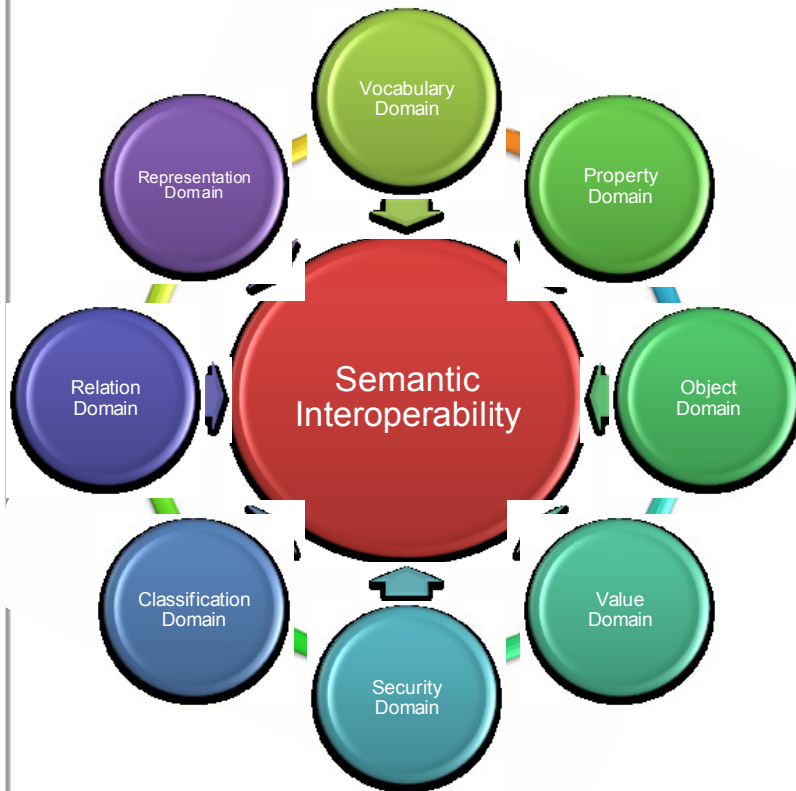 Vocabulary
Domain
Representation
Domain
Property
Domain
Semantic
Interoperability
Relation
Domain
Object
Domain
Classification
Domain
Value
Domain
Security
Domain